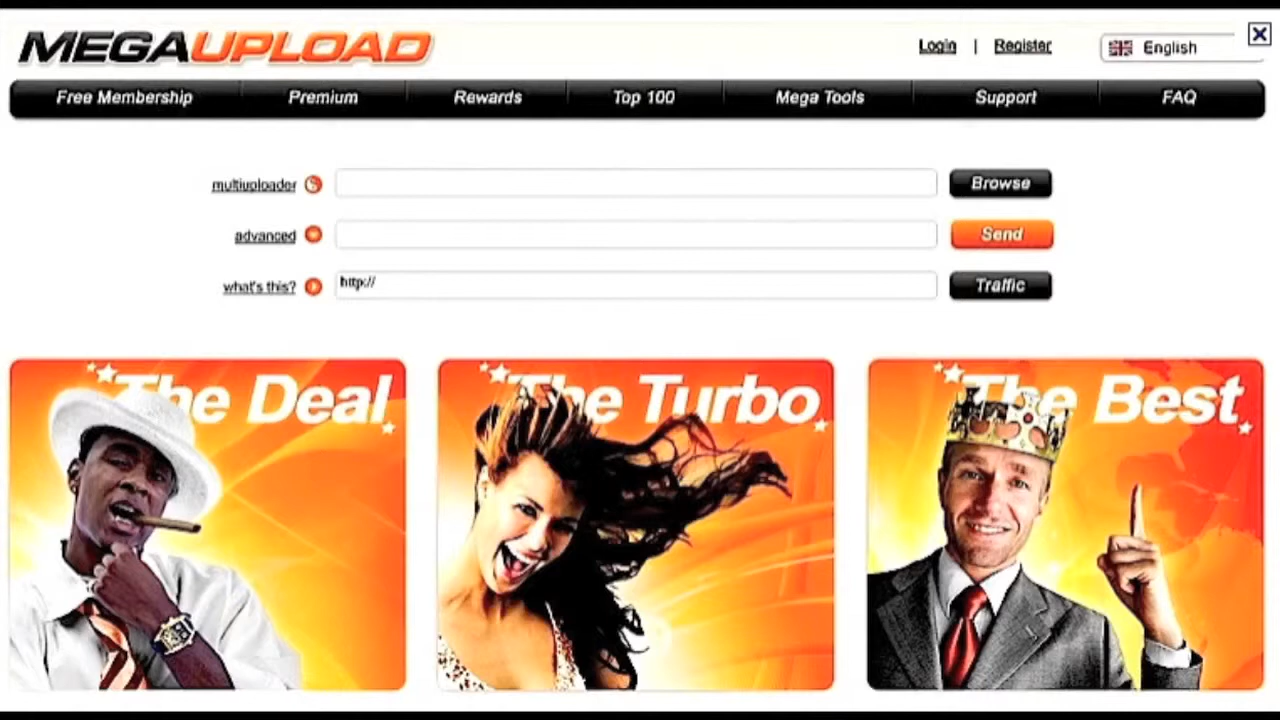 MEGAUPLOAD
Login | Register
English
Free Membership Premium Rewards Top 100 Mega Tools Support FAQ
multiuploader Browse
advanced Send
what's this? http:// Traffic
The Deal The Turbo The Best